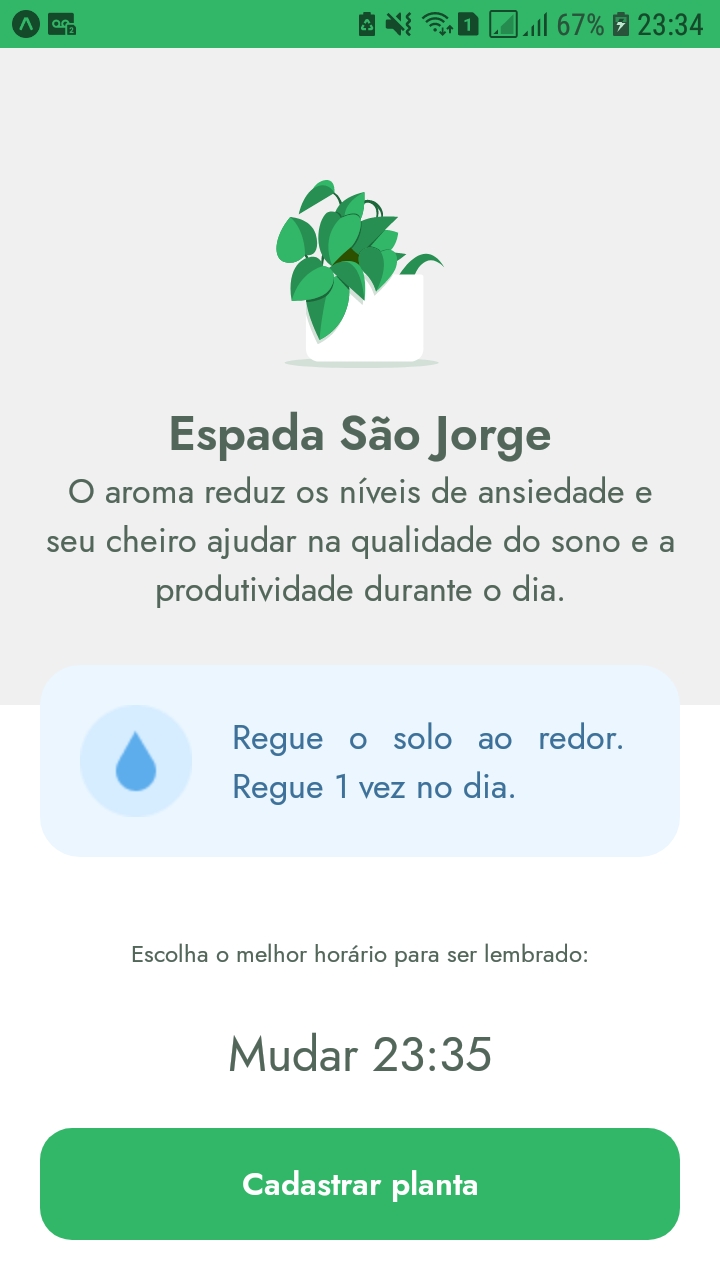 67% 23:34
Espada São Jorge
O aroma reduz os níveis de ansiedade e
seu cheiro ajudar na qualidade do sono e a
produtividade durante o dia.
Regue o solo ao redor.
Regue 1 vez no dia.
Escolha o melhor horário para ser lembrado:
Mudar 23:35
Cadastrar planta